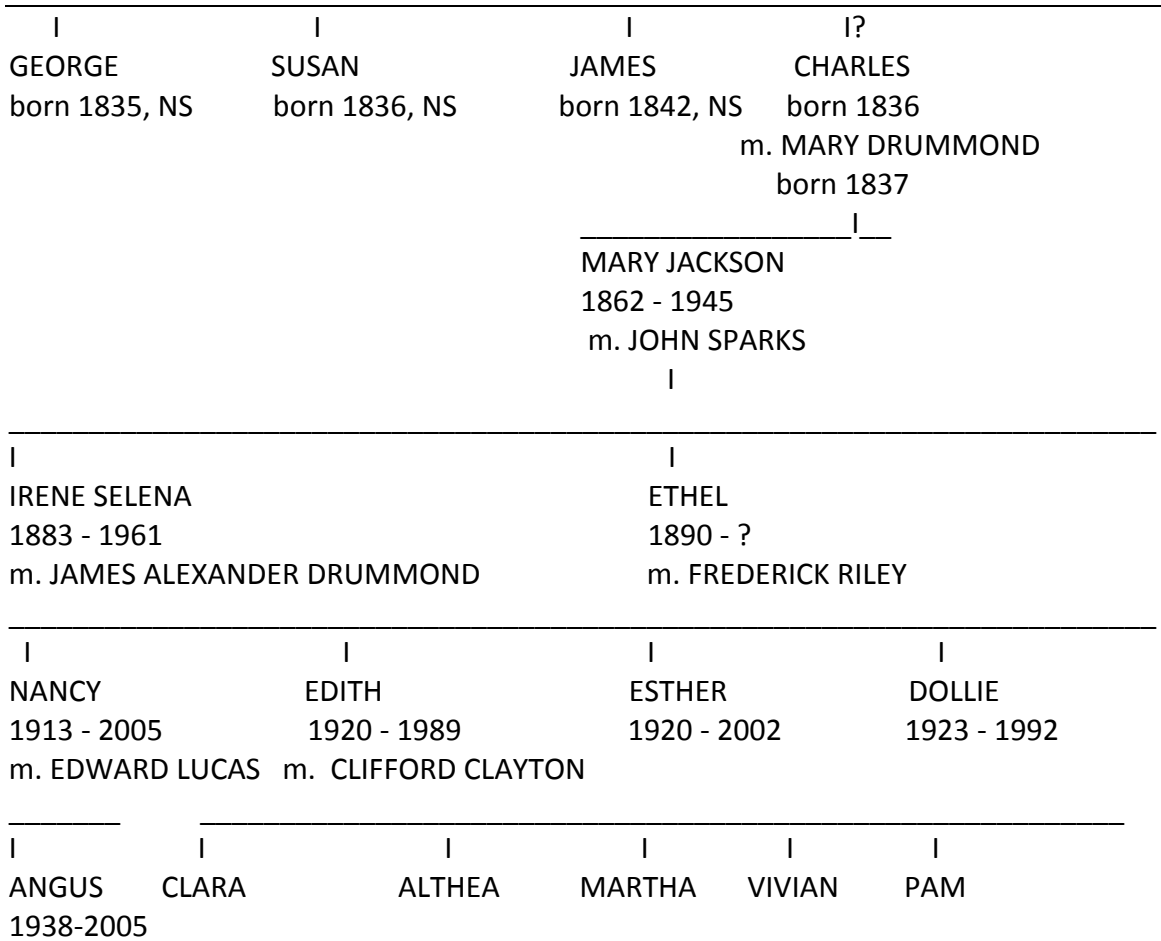 I I I I?
GEORGE SUSAN JAMES CHARLES
born 1835, NS born 1836, NS born 1842, NS born 1836
m. MARY DRUMMOND
born 1837
_________________I__
MARY JACKSON
1862 - 1945
m. JOHN SPARKS
I
I I
IRENE SELENA ETHEL
1883 - 1961 1890 - ?
m. JAMES ALEXANDER DRUMMOND m. FREDERICK RILEY
I I I I
NANCY EDITH ESTHER DOLLIE
1913 - 2005 1920 - 1989 1920 - 2002 1923 - 1992
m. EDWARD LUCAS m. CLIFFORD CLAYTON
I I I I I I
ANGUS CLARA ALTHEA MARTHA VIVIAN PAM
1938-2005